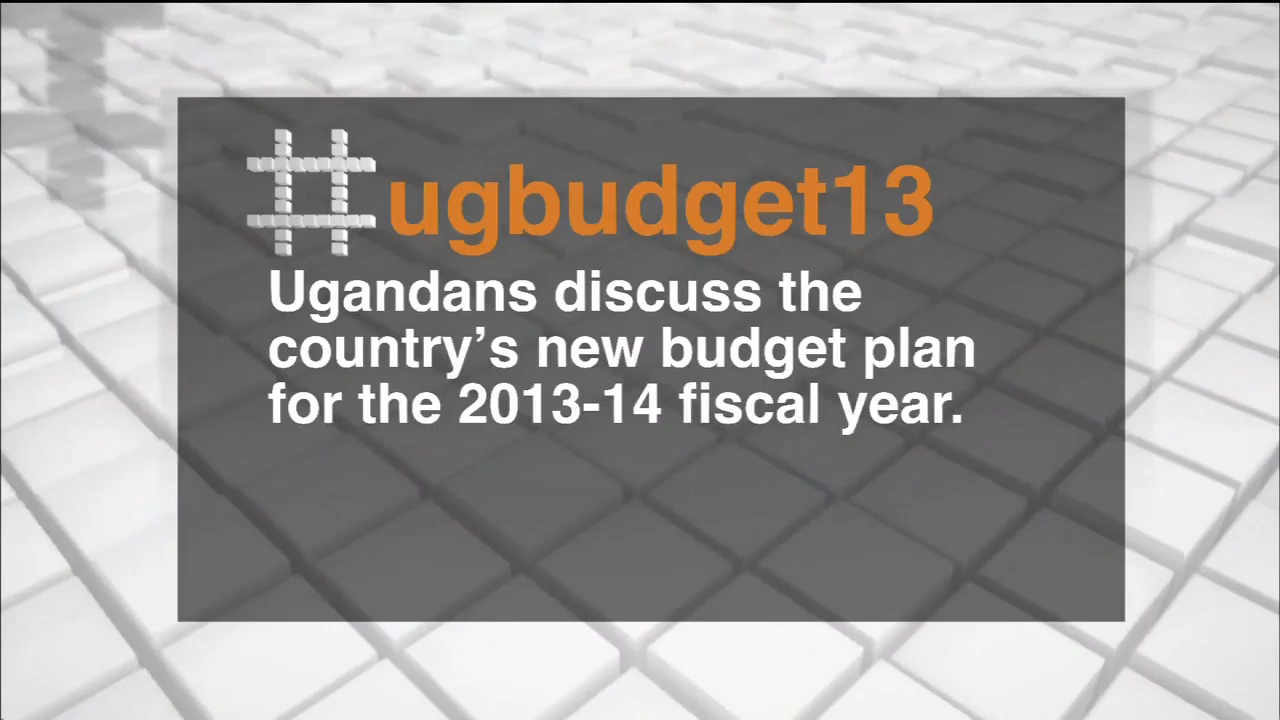 #ugbudget13
Ugandans discuss the
country’s new budget plan
for the 2013-14 fiscal year.